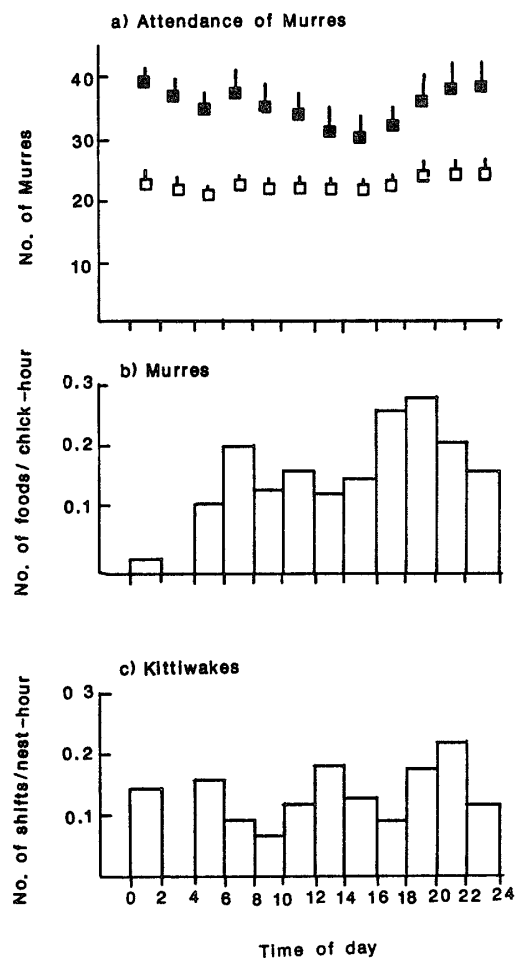 a) Attendance of Murres
No. of Murres
40
30
20
10
b) Murres
No. of foods/ chick-hour
0.3
0.2
0.1
c) Kittiwakes
No. of shifts/nest-hour
0 3
0.2
0.1
0 2 4 6 8 10 12 14 16 18 20 22 24
Time of day